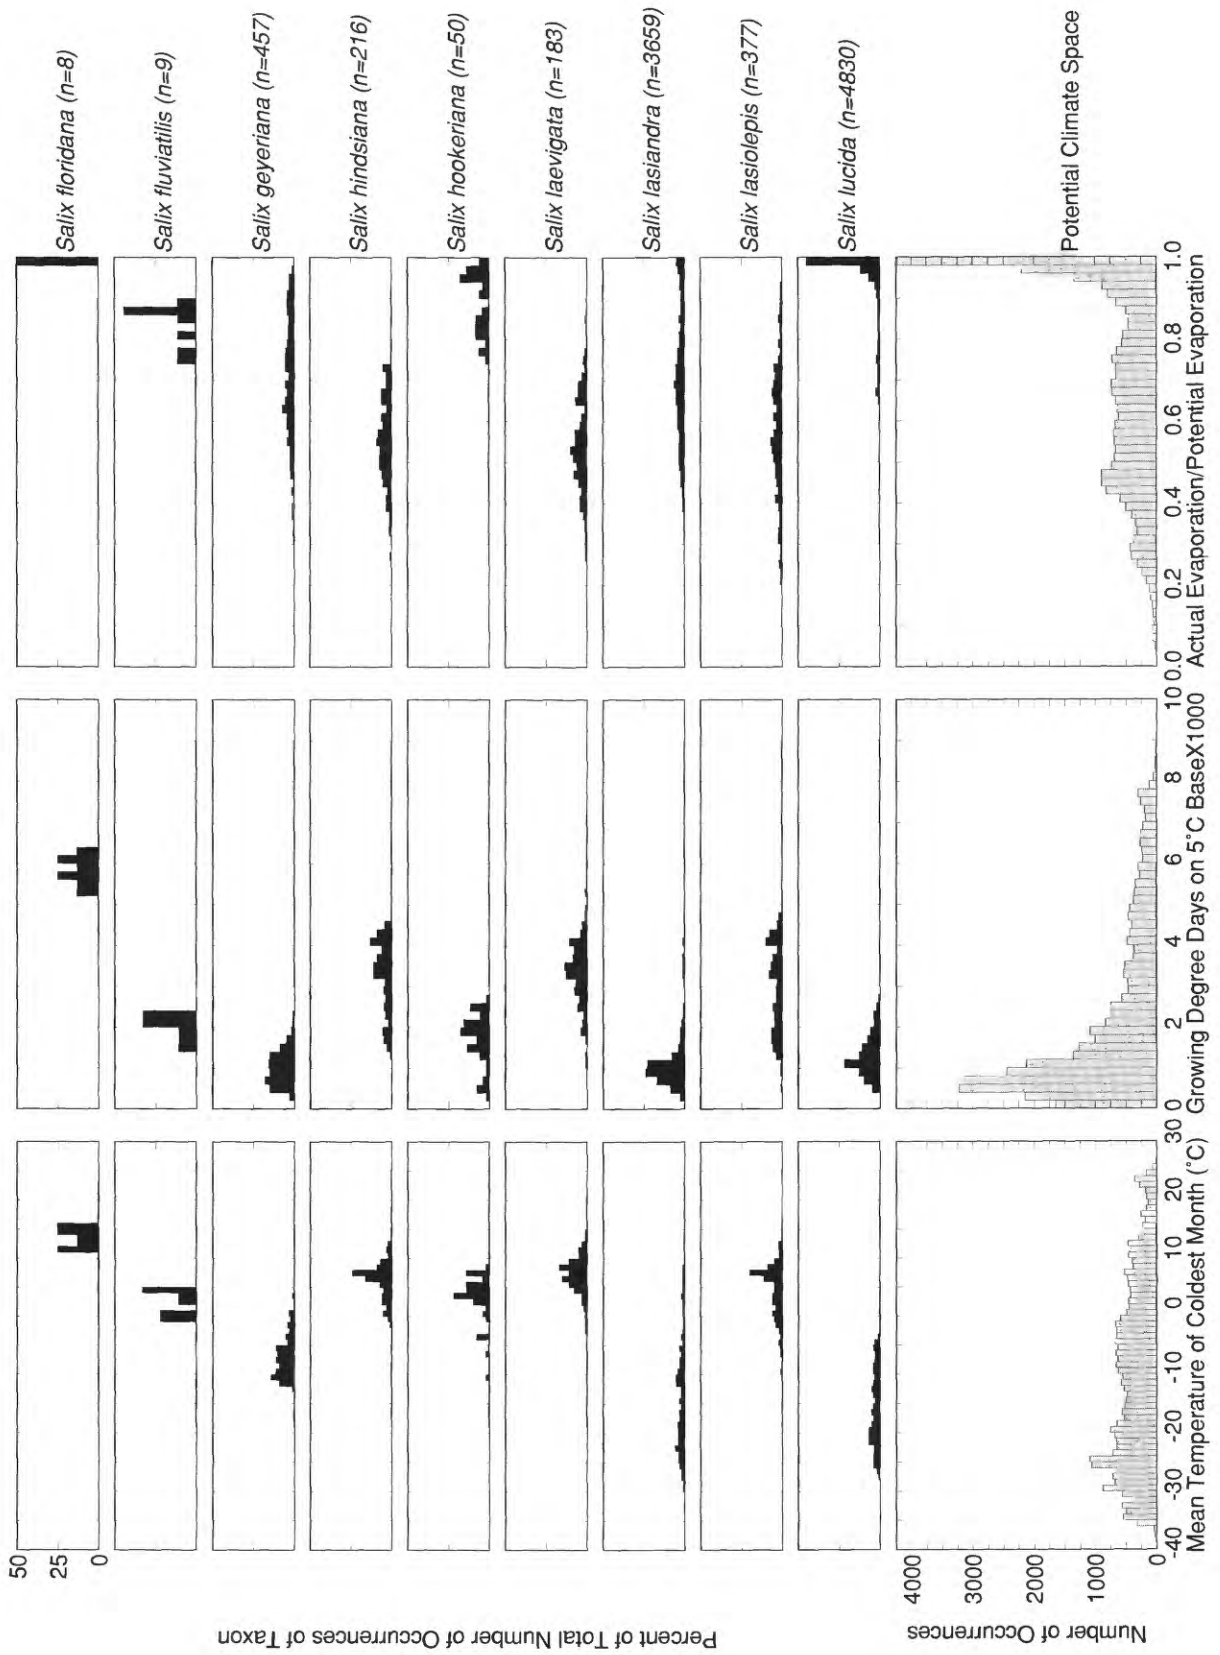 50
25
0
Salix floridana (n=8)
Salix fluviatilis (n=9)
Salix geyeriana (n=457)
Salix hindsiana (n=216)
Salix hookeriana (n=50)
Salix laevigata (n=183)
Salix lasiandra (n=3659)
Salix lasiolepis (n=377)
Salix lucida (n=4830)
Percent of Total Number of Occurrences of Taxon
Potential Climate Space
4000
3000
2000
1000
0
Number of Occurrences
-40 -30 -20 -10 0 10 20 30
Mean Temperature of Coldest Month (°C)
0 2 4 6 8 10
Growing Degree Days on 5°C BaseX1000
0.0 0.2 0.4 0.6 0.8 1.0
Actual Evaporation/Potential Evaporation